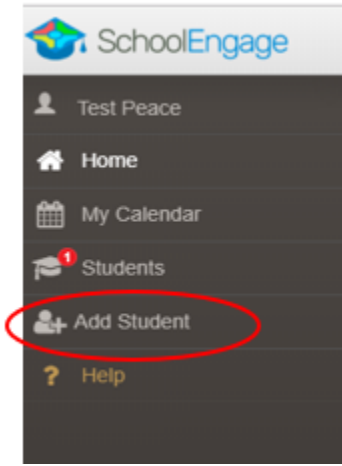 SchoolEngage
Test Peace
Home
My Calendar
1
Students
Add Student
? Help